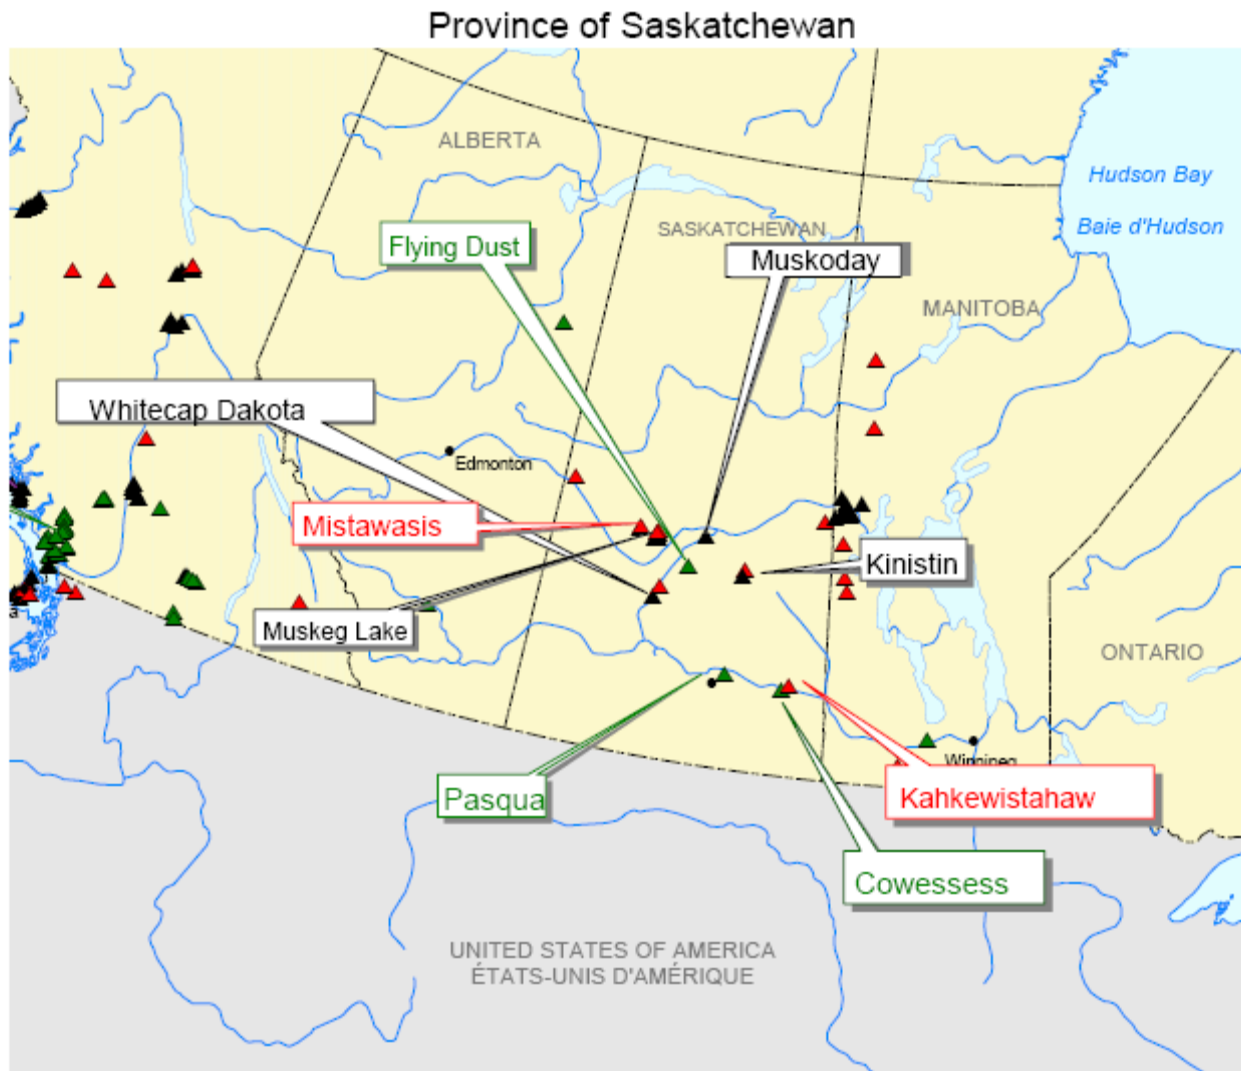 Province of Saskatchewan
ALBERTA
Hudson Bay
Baie d'Hudson
SASKATCHEWAN
Flying Dust
Muskoday
MANITOBA
Whitecap Dakota
Edmonton
Mistawasis
Kinistin
Muskeg Lake
ONTARIO
Winnipeg
Pasqua
Kahkewistahaw
Cowessess
UNITED STATES OF AMERICA
ÉTATS-UNIS D'AMÉRIQUE